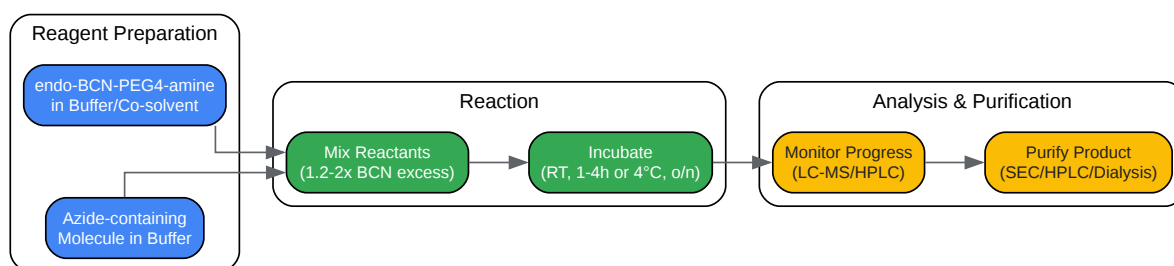 Reagent Preparation
endo-BCN-PEG4-amine
in Buffer/Co-solvent
Azide-containing
Molecule in Buffer
Reaction
Mix Reactants
(1.2-2x BCN excess)
Incubate
(RT, 1-4h or 4°C, o/n)
Analysis & Purification
Monitor Progress
(LC-MS/HPLC)
Purify Product
(SEC/HPLC/Dialysis)